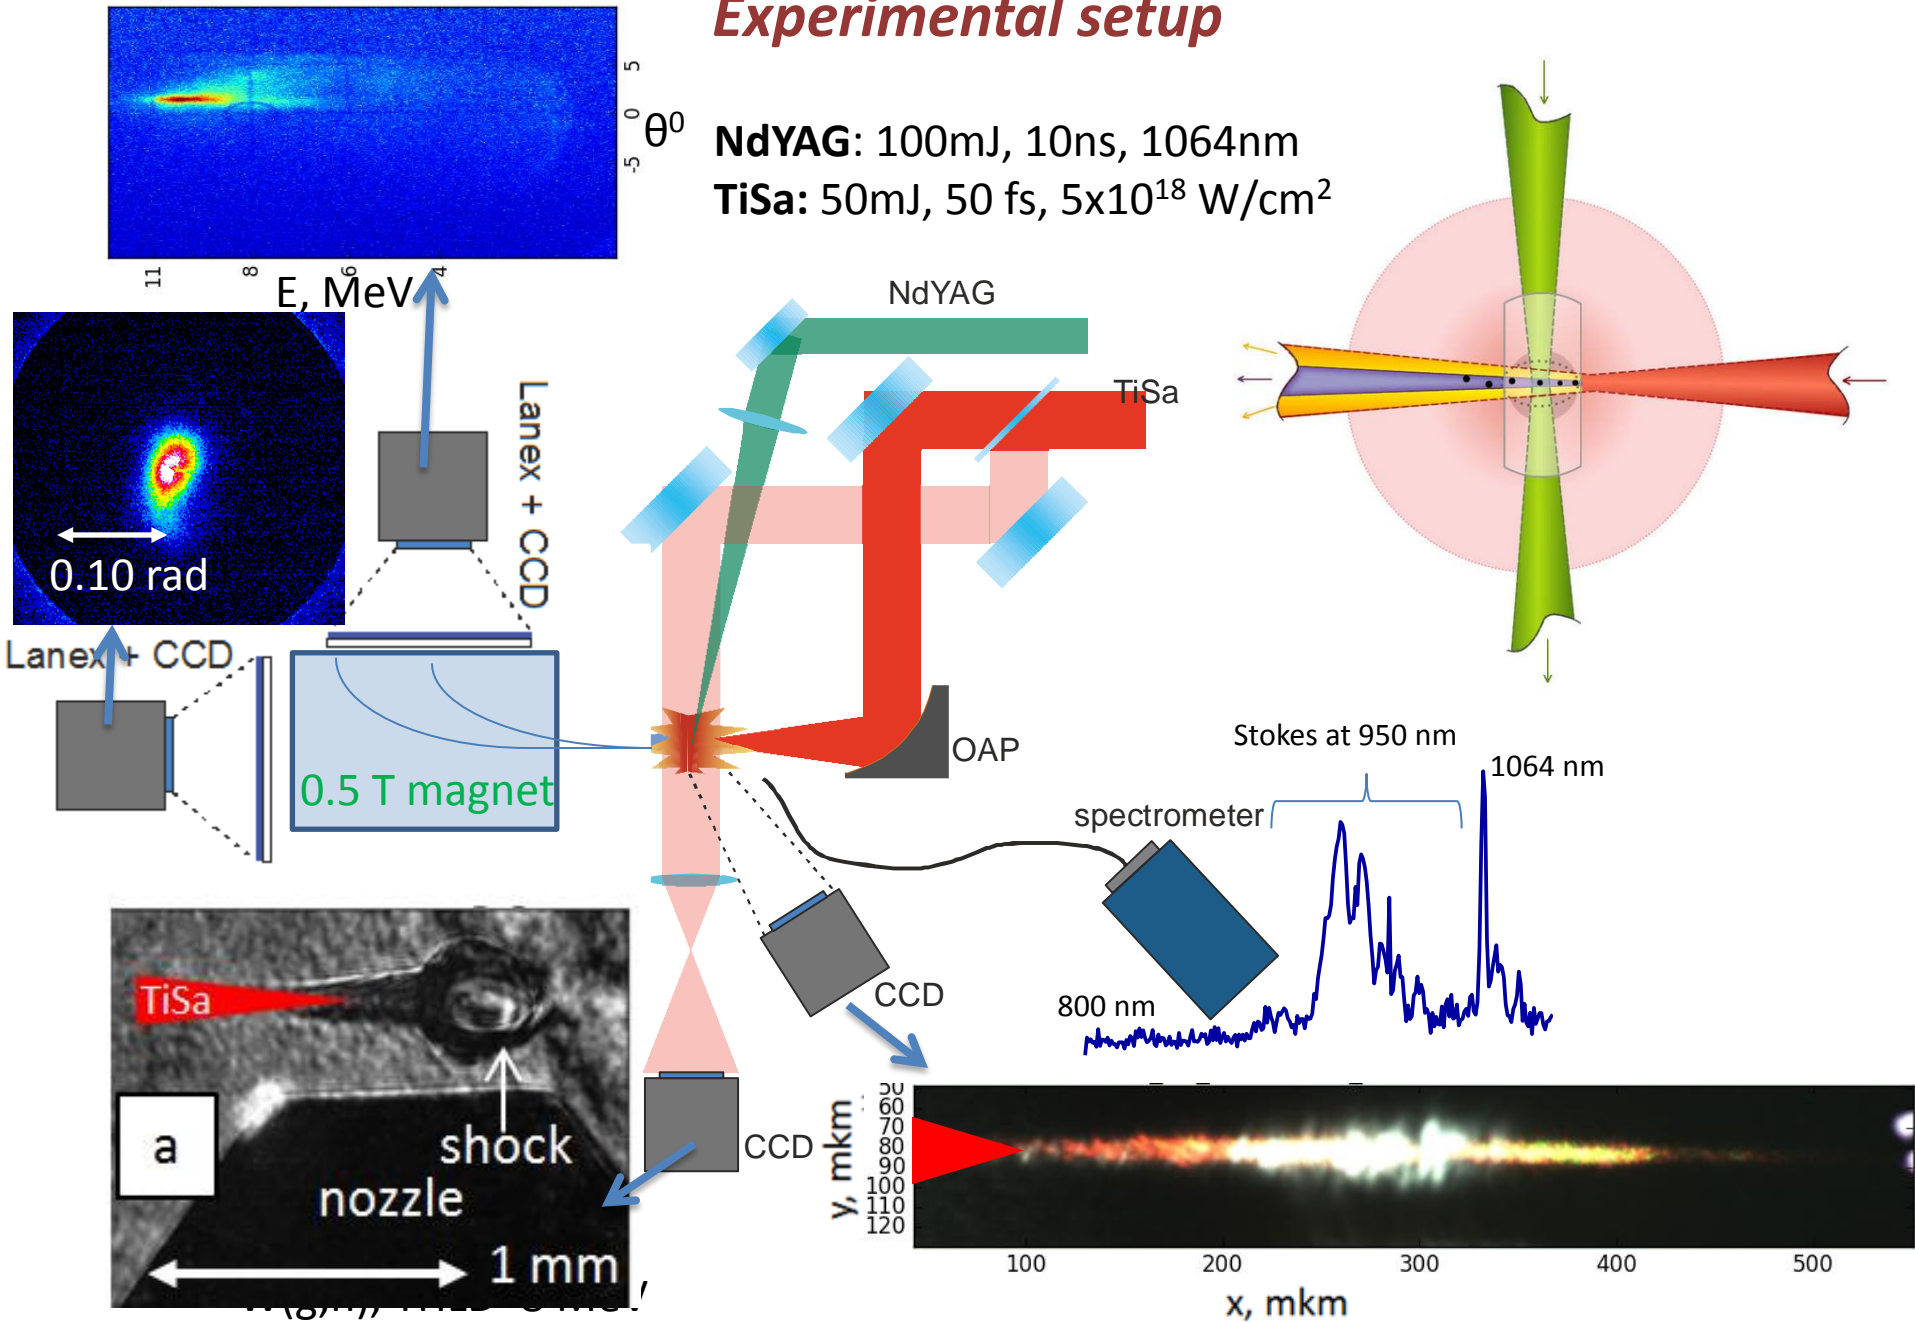 Experimental setup
NdYAG: 100mJ, 10ns, 1064nm
TiSa: 50mJ, 50 fs, 5x10¹⁸ W/cm²
5
0
-5
θ⁰
11
8
6
4
E, MeV
0.10 rad
Lanex + CCD
Lanex + CCD
0.5 T magnet
NdYAG
TiSa
OAP
spectrometer
Stokes at 950 nm
1064 nm
800 nm
CCD
CCD
TiSa
a
shock
nozzle
1 mm
MeV
y, mkm
50
60
70
80
90
100
110
120
100
200
300
400
500
x, mkm